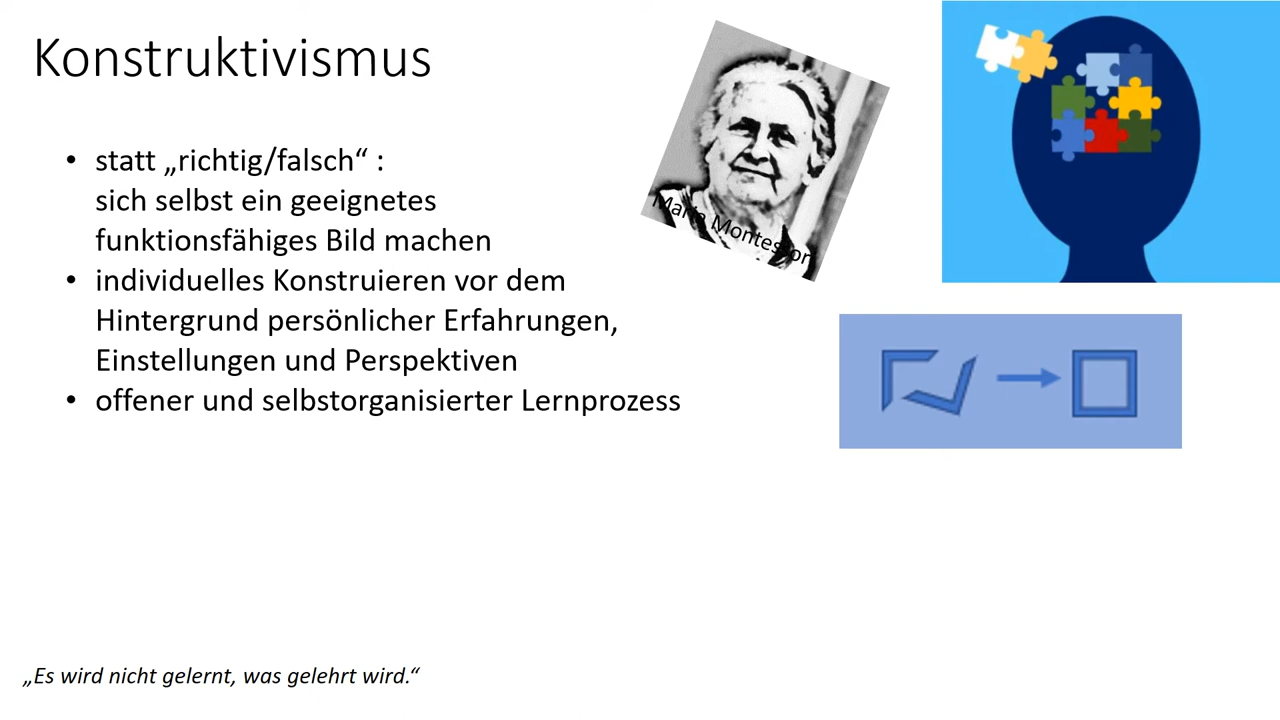 Konstruktivismus
• statt „richtig/falsch“ :
sich selbst ein geeignetes
funktionsfähiges Bild machen
• individuelles Konstruieren vor dem
Hintergrund persönlicher Erfahrungen,
Einstellungen und Perspektiven
• offener und selbstorganisierter Lernprozess
Maria Montessori
„Es wird nicht gelernt, was gelehrt wird.“